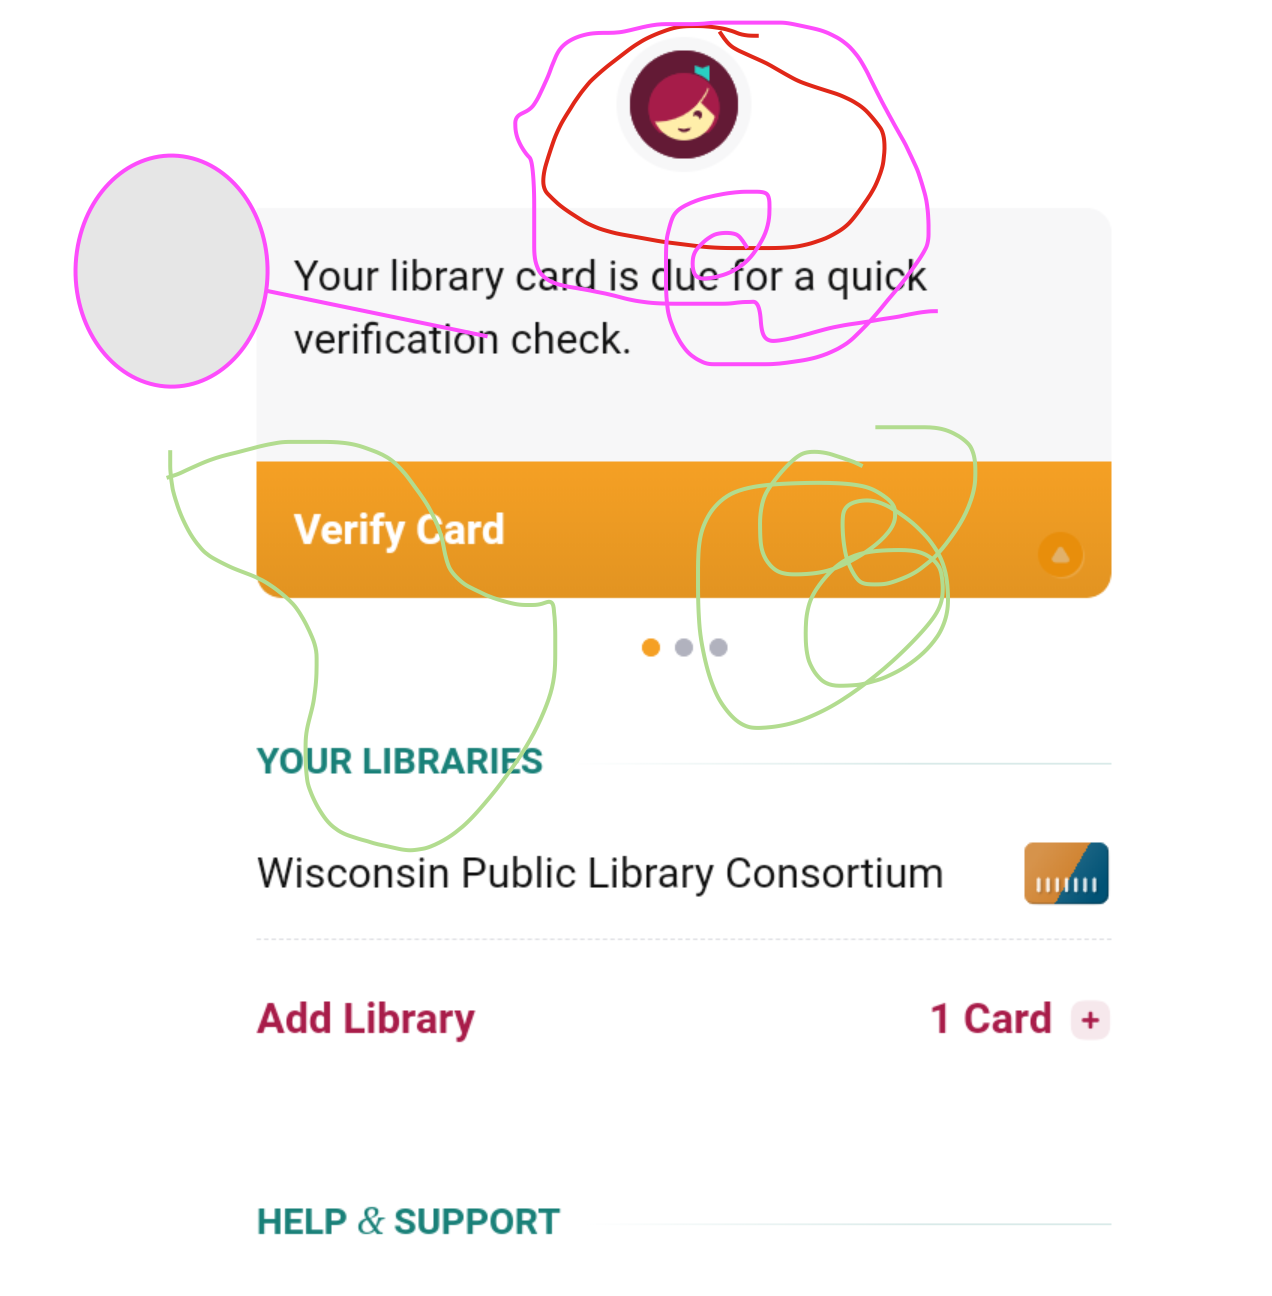 Your library card is due for a quick
verification check.
Verify Card
YOUR LIBRARIES
Wisconsin Public Library Consortium
Add Library 1 Card +
HELP & SUPPORT